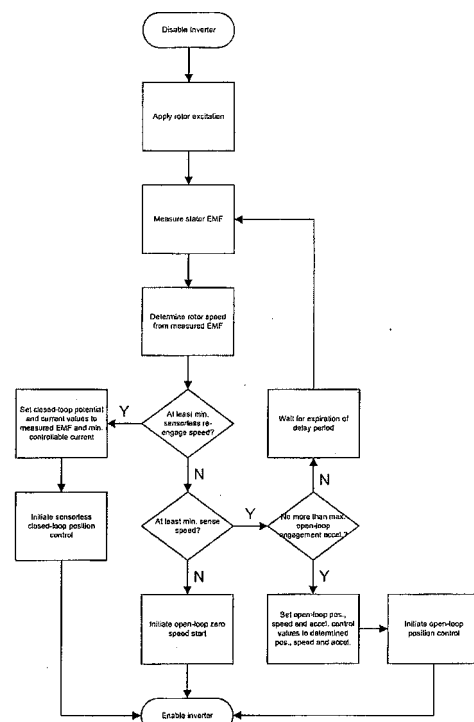 Disable Inverter
Apply rotor excitation
Measure stator EMF
Determine rotor speed
from measured EMF
At least min.
sensorless re-
engage speed?
Y
Set closed-loop potential
and current values to
measured EMF and min.
controllable current
Wait for expiration of
delay period
N
N
Initiate sensorless
closed-loop position
control
At least min. sense
speed?
Y
No more than max.
open-loop
engagement accel.?
N
Y
Initiate open-loop zero
speed start
Set open-loop pos.,
speed and accel. control
values to determined
pos., speed and accel.
Initiate open-loop
position control
Enable inverter